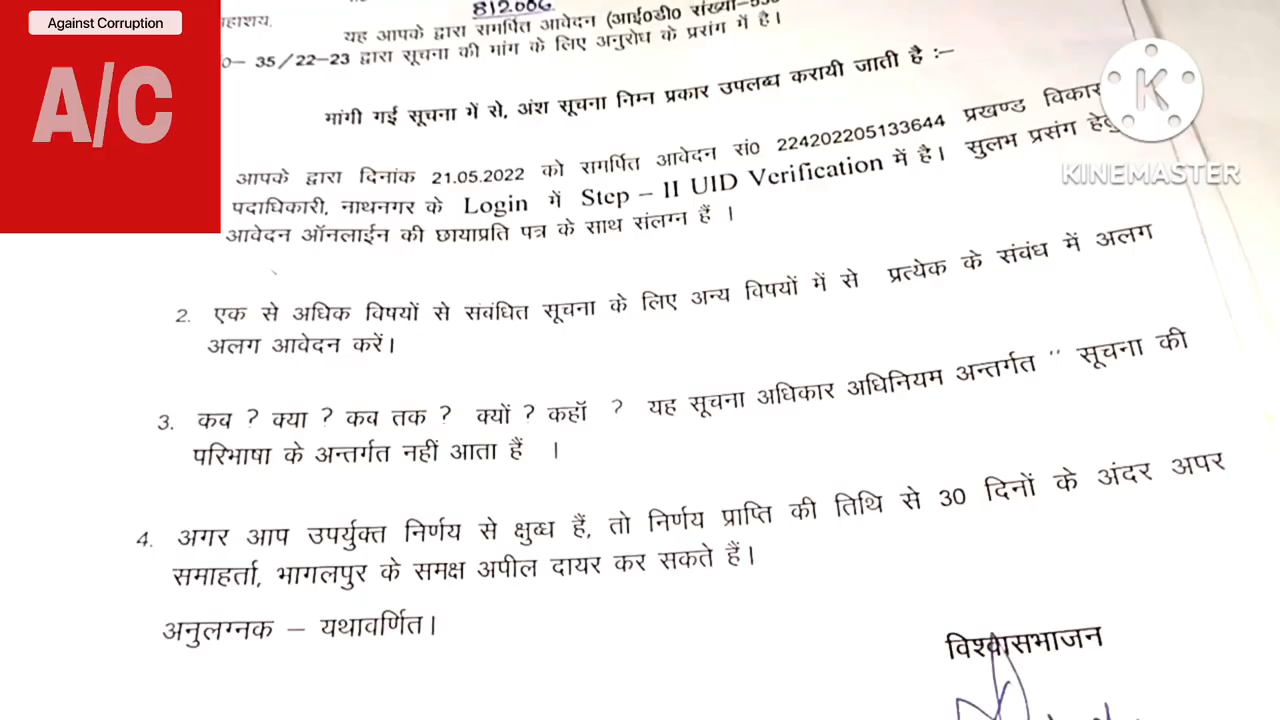 Against Corruption
A/C
812006
महाशय,
यह आपके द्वारा समर्पित आवेदन (आई0डी0 संख्या-
35/22-23 द्वारा सूचना की मांग के लिए अनुरोध के प्रसंग में है।
मांगी गई सूचना में से, अंश सूचना निम्न प्रकार उपलब्ध करायी जाती है :-
आपके द्वारा दिनांक 21.05.2022 को समर्पित आवेदन सं0 224202205133644 प्रखण्ड विकास
पदाधिकारी, नाथनगर के Login में Step – II UID Verification में है। सुलभ प्रसंग हेतु
आवेदन ऑनलाईन की छायाप्रति पत्र के साथ संलग्न हैं ।
2. एक से अधिक विषयों से संबंधित सूचना के लिए अन्य विषयों में से प्रत्येक के संबंध में अलग
अलग आवेदन करें।
3. कब ? क्या ? कब तक ? क्यों ? कहॉ ? यह सूचना अधिकार अधिनियम अन्तर्गत '' सूचना की
परिभाषा के अन्तर्गत नहीं आता हैं ।
4. अगर आप उपर्युक्त निर्णय से क्षुब्ध हैं, तो निर्णय प्राप्ति की तिथि से 30 दिनों के अंदर अपर
समाहर्ता, भागलपुर के समक्ष अपील दायर कर सकते हैं।
अनुलग्नक – यथावर्णित।
विश्वासभाजन
K
KINEMASTER